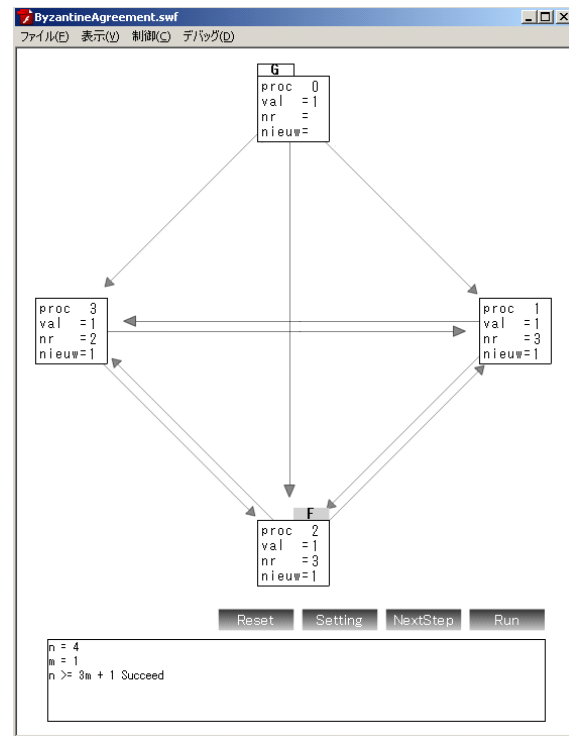 ByzantineAgreement.swf
ファイル(F) 表示(V) 制御(C) デバッグ(D)
G
proc 0
val =1
nr =
nieuw=
proc 3
val =1
nr =2
nieuw=1
proc 1
val =1
nr =3
nieuw=1
F
proc 2
val =1
nr =3
nieuw=1
Reset Setting NextStep Run
n = 4
m = 1
n >= 3m + 1 Succeed